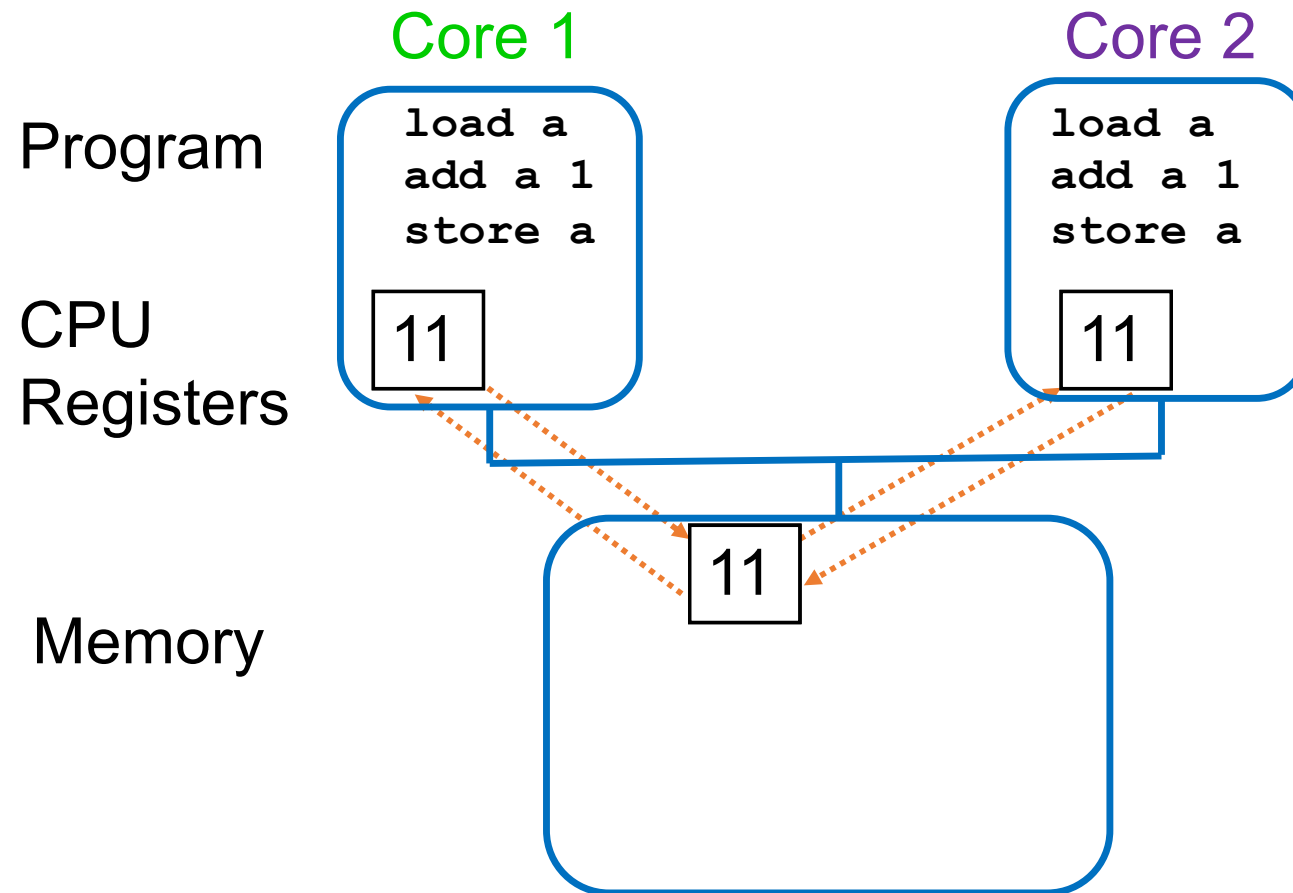 Core 1
Core 2
Program
load a
add a 1
store a
load a
add a 1
store a
CPU
Registers
11
11
11
Memory